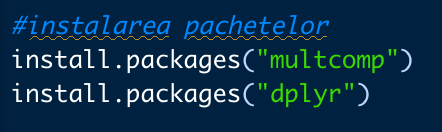 #instalarea pachetelor
install.packages("multcomp")
install.packages("dplyr")